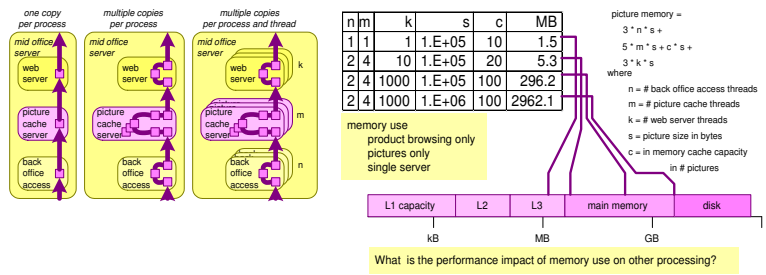 one copy
per process
mid office
server
web
server
picture
cache
server
back
office
access
multiple copies
per process
mid office
server
web
server
picture
cache
server
back
office
access
multiple copies
per process and thread
mid office
server
web
server
k
picture
cache
server
m
back
office
access
n
n m k s c MB
1 1 1 1.E+05 10 1.5
2 4 10 1.E+05 20 5.3
2 4 1000 1.E+05 100 296.2
2 4 1000 1.E+06 100 2962.1
memory use
product browsing only
pictures only
single server
picture memory =
3 * n * s +
5 * m * s + c * s +
3 * k * s
where
n = # back office access threads
m = # picture cache threads
k = # web server threads
s = picture size in bytes
c = in memory cache capacity
in # pictures
L1 capacity L2 L3 main memory disk
kB MB GB
What is the performance impact of memory use on other processing?